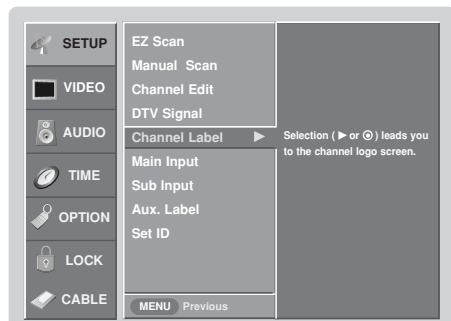 SETUP
VIDEO
AUDIO
TIME
OPTION
LOCK
CABLE
EZ Scan
Manual Scan
Channel Edit
DTV Signal
Channel Label ▶
Main Input
Sub Input
Aux. Label
Set ID
MENU Previous
Selection ( ▶ or ⊙ ) leads you
to the channel logo screen.